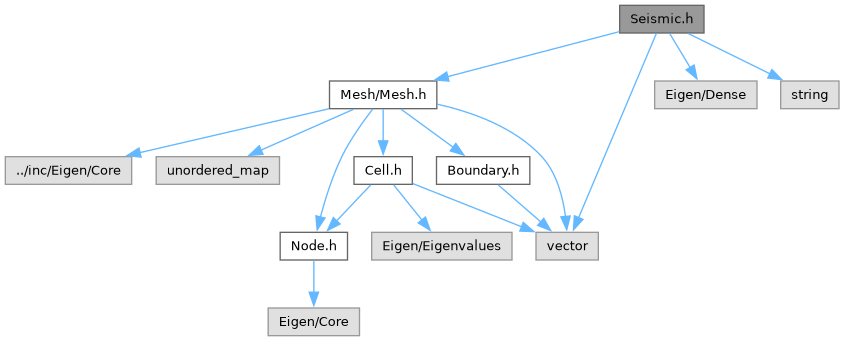 Seismic.h
Mesh/Mesh.h
Eigen/Dense
string
../inc/Eigen/Core
unordered_map
Cell.h
Boundary.h
Node.h
Eigen/Eigenvalues
vector
Eigen/Core